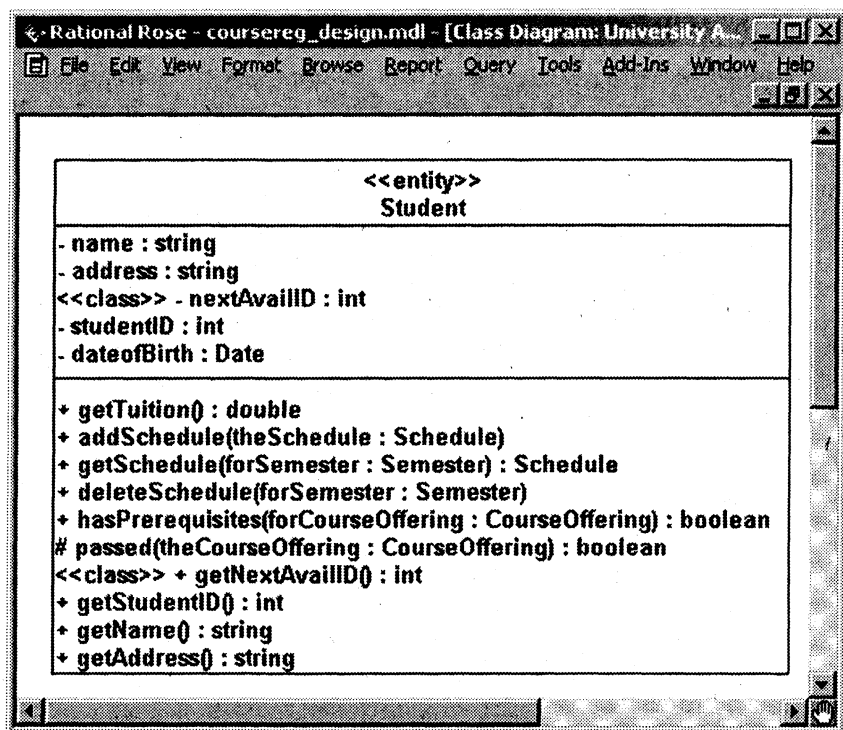 Rational Rose - coursereg_design.mdl - [Class Diagram: University A...
File Edit View Format Browse Report Query Tools Add-Ins Window Help
<<entity>>
Student
- name : string
- address : string
<<class>> - nextAvailID : int
- studentID : int
- dateofBirth : Date
+ getTuition() : double
+ addSchedule(theSchedule : Schedule)
+ getSchedule(forSemester : Semester) : Schedule
+ deleteSchedule(forSemester : Semester)
+ hasPrerequisites(forCourseOffering : CourseOffering) : boolean
# passed(theCourseOffering : CourseOffering) : boolean
<<class>> + getNextAvailID() : int
+ getStudentID() : int
+ getName() : string
+ getAddress() : string